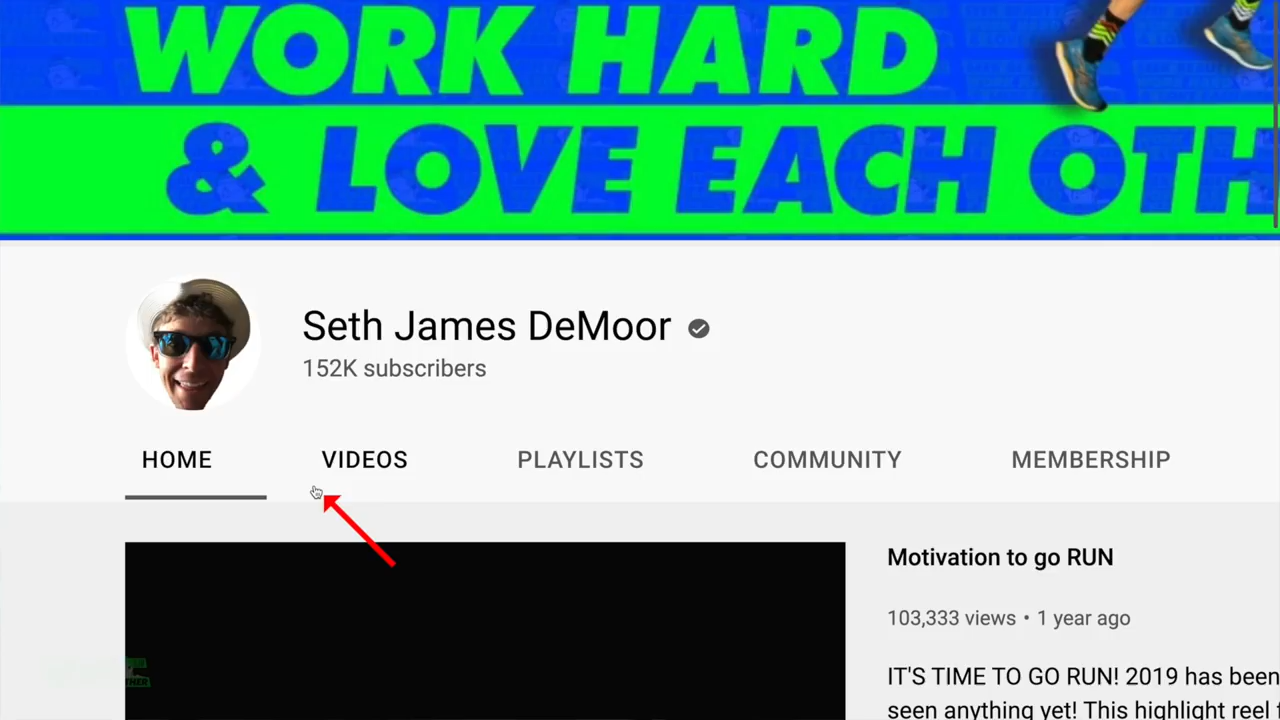 WORK HARD
& LOVE EACH OTH
Seth James DeMoor
152K subscribers
HOME VIDEOS PLAYLISTS COMMUNITY MEMBERSHIP
Motivation to go RUN
103,333 views • 1 year ago
IT'S TIME TO GO RUN! 2019 has been
seen anything yet! This highlight reel